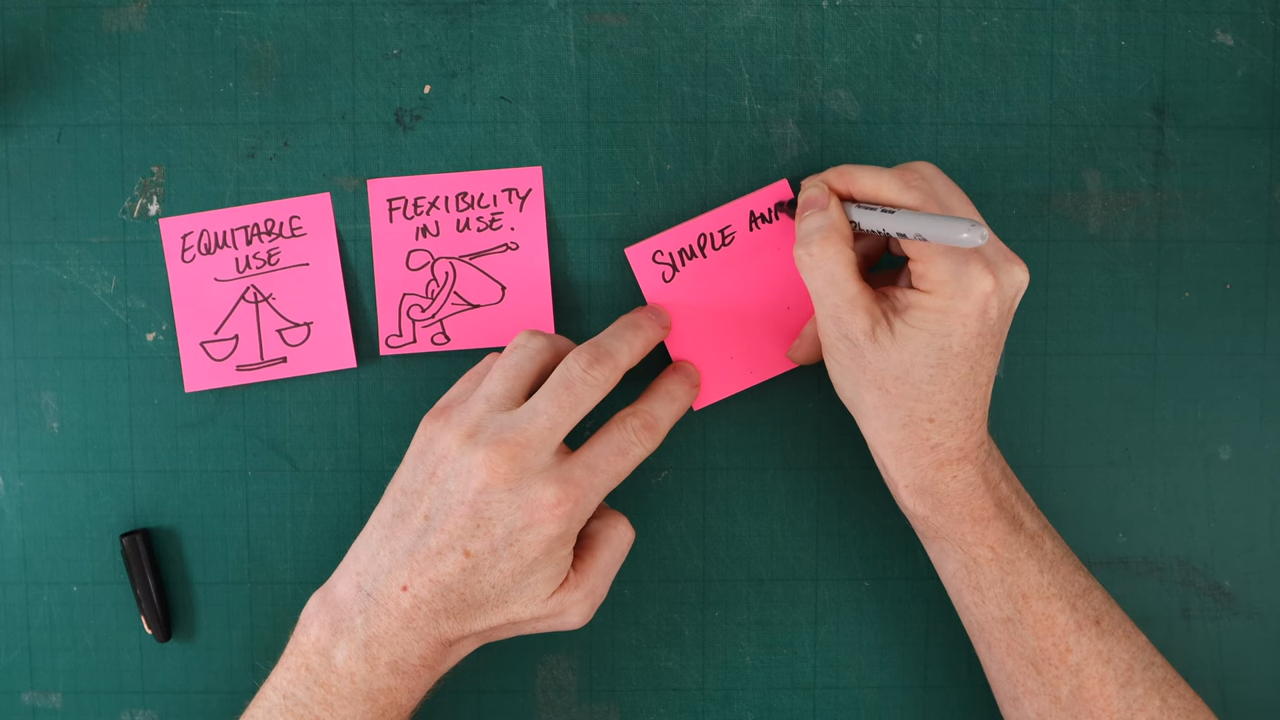 EQUITABLE
USE
FLEXIBILITY
IN USE.
SIMPLE AN